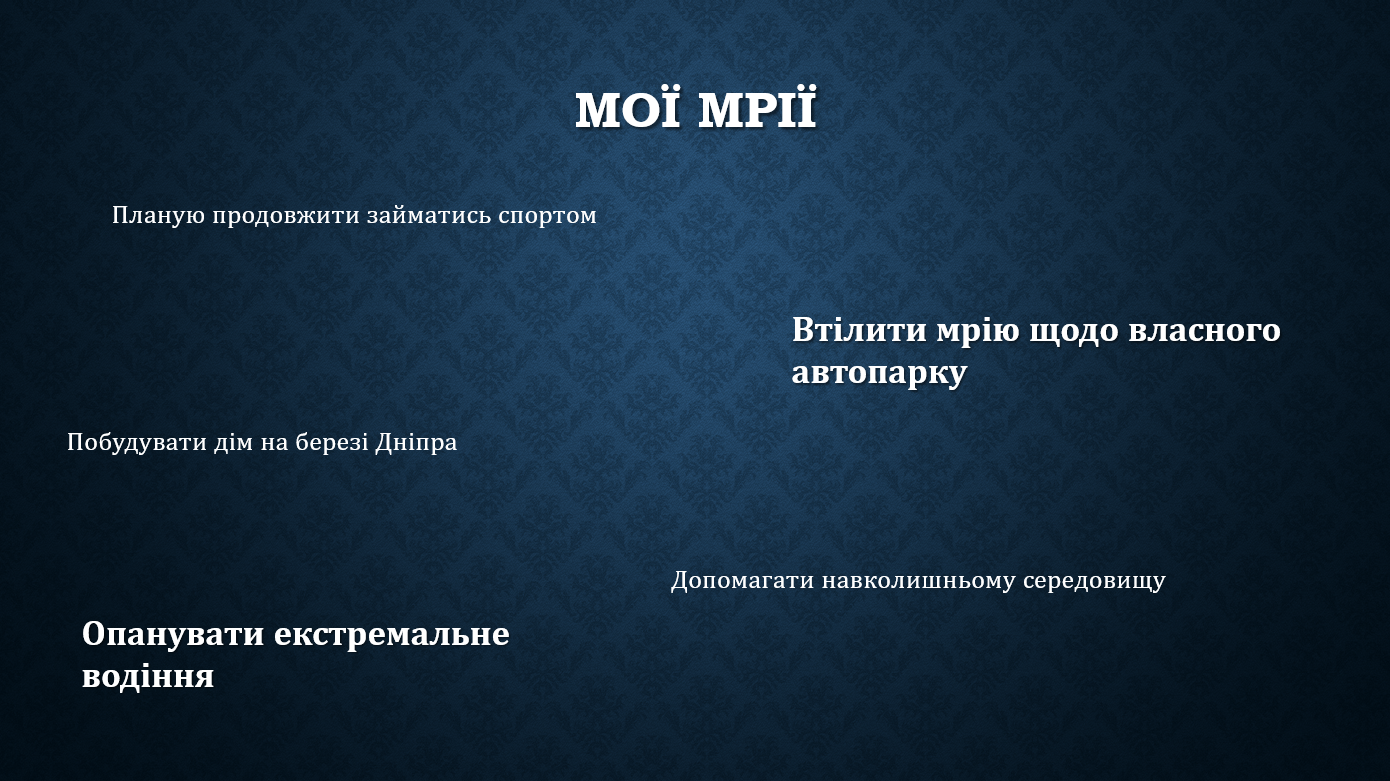 МОЇ МРІЇ
Планую продовжити займатись спортом
Втілити мрію щодо власного
автопарку
Побудувати дім на березі Дніпра
Допомагати навколишньому середовищу
Опанувати екстремальне
водіння